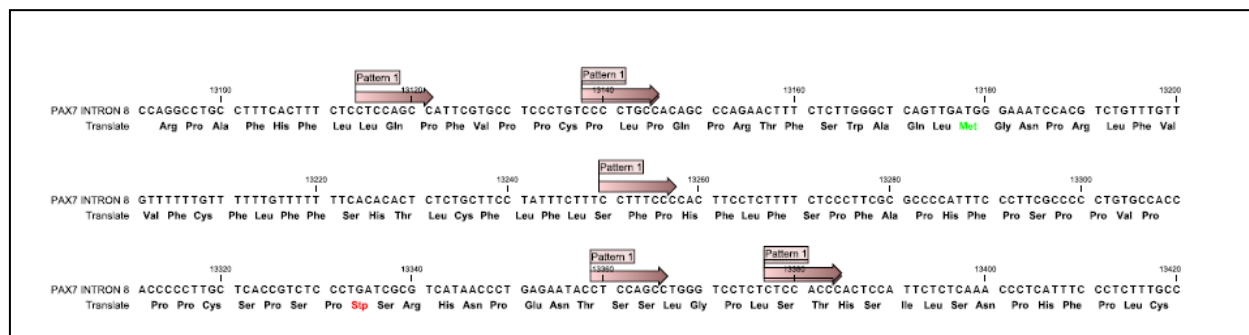 Pattern 1 Pattern 1
13100 13120 13140 13160 13180 13200
PAX7 INTRON 8 CCAGGCCTGC CTTTCACTTT CTCCTCCAGC CATTCGTGCC TCCCTGTCCC CTGCCACAGC CCAGAACTTT CTCTTGGGCT CAGTTGATGG GAAATCCACG TCTGTTTGTT
Translate Arg Pro Ala Phe His Phe Leu Leu Gln Pro Phe Val Pro Pro Cys Pro Leu Pro Gln Pro Arg Thr Phe Ser Trp Ala Gln Leu Met Gly Asn Pro Arg Leu Phe Val
Pattern 1
13220 13240 13260 13280 13300
PAX7 INTRON 8 GTTTTTTGTT TTTTGTTTTT TTCACACACT CTCTGCTTCC TATTTCTTTC CTTTCCCCAC TTCCTCTTTT CTCCCTTCGC GCCCCATTTC CCTTCGCCCC CTGTGCCACC
Translate Val Phe Cys Phe Leu Phe Phe Ser His Thr Leu Cys Phe Leu Phe Leu Ser Phe Pro His Phe Leu Phe Ser Pro Phe Ala Pro His Phe Pro Ser Pro Pro Val Pro
Pattern 1 Pattern 1
13320 13340 13360 13380 13400 13420
PAX7 INTRON 8 ACCCCCTTGC TCACCGTCTC CCTGATCGCG TCATAACCCT GAGAATACCT CCAGCCTGGG TCCTCTCTCC ACCCACTCCA TTCTCTCAAA CCCTCATTTC CCTCTTTGCC
Translate Pro Pro Cys Ser Pro Ser Pro Stp Ser Arg His Asn Pro Glu Asn Thr Ser Ser Leu Gly Pro Leu Ser Thr His Ser Ile Leu Ser Asn Pro His Phe Pro Leu Cys